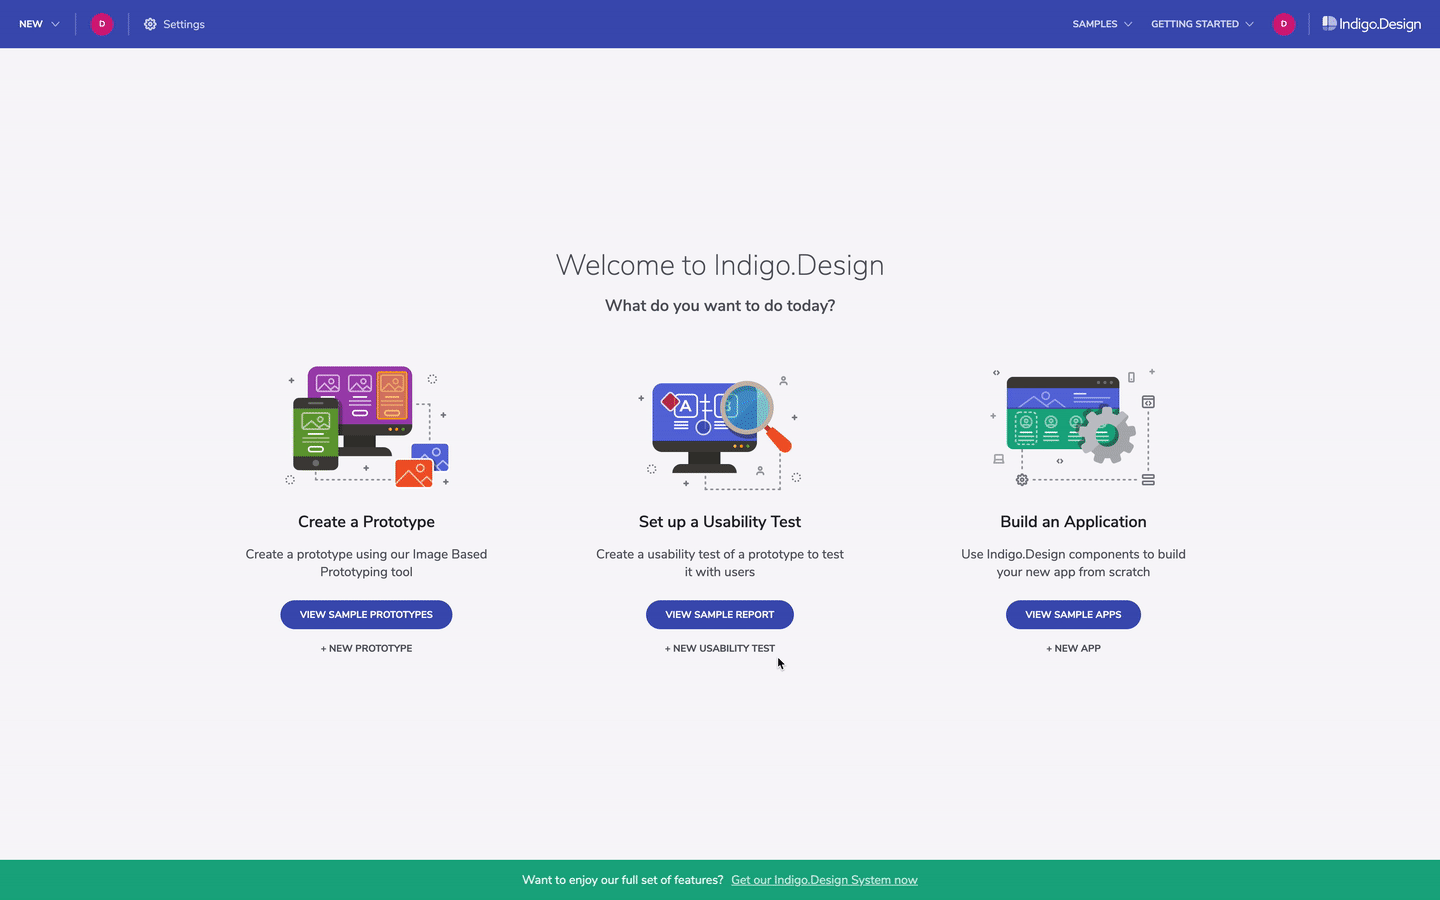 NEW
D
Settings
SAMPLES
GETTING STARTED
D
Indigo.Design
Welcome to Indigo.Design
What do you want to do today?
A
B
Create a Prototype
Create a prototype using our Image Based
Prototyping tool
VIEW SAMPLE PROTOTYPES
+ NEW PROTOTYPE
Set up a Usability Test
Create a usability test of a prototype to test
it with users
VIEW SAMPLE REPORT
+ NEW USABILITY TEST
Build an Application
Use Indigo.Design components to build
your new app from scratch
VIEW SAMPLE APPS
+ NEW APP
Want to enjoy our full set of features? Get our Indigo.Design System now